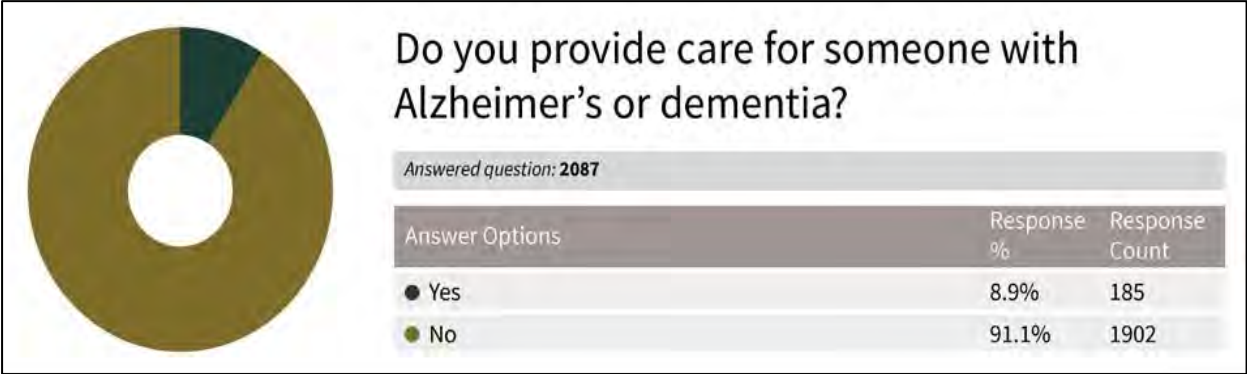 Do you provide care for someone with
Alzheimer's or dementia?
Answered question: 2087
Answer Options Response % Response Count
Yes 8.9% 185
No 91.1% 1902